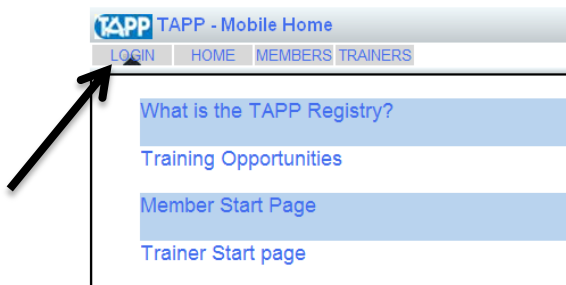 TAPP TAPP - Mobile Home
LOGIN HOME MEMBERS TRAINERS
What is the TAPP Registry?
Training Opportunities
Member Start Page
Trainer Start page